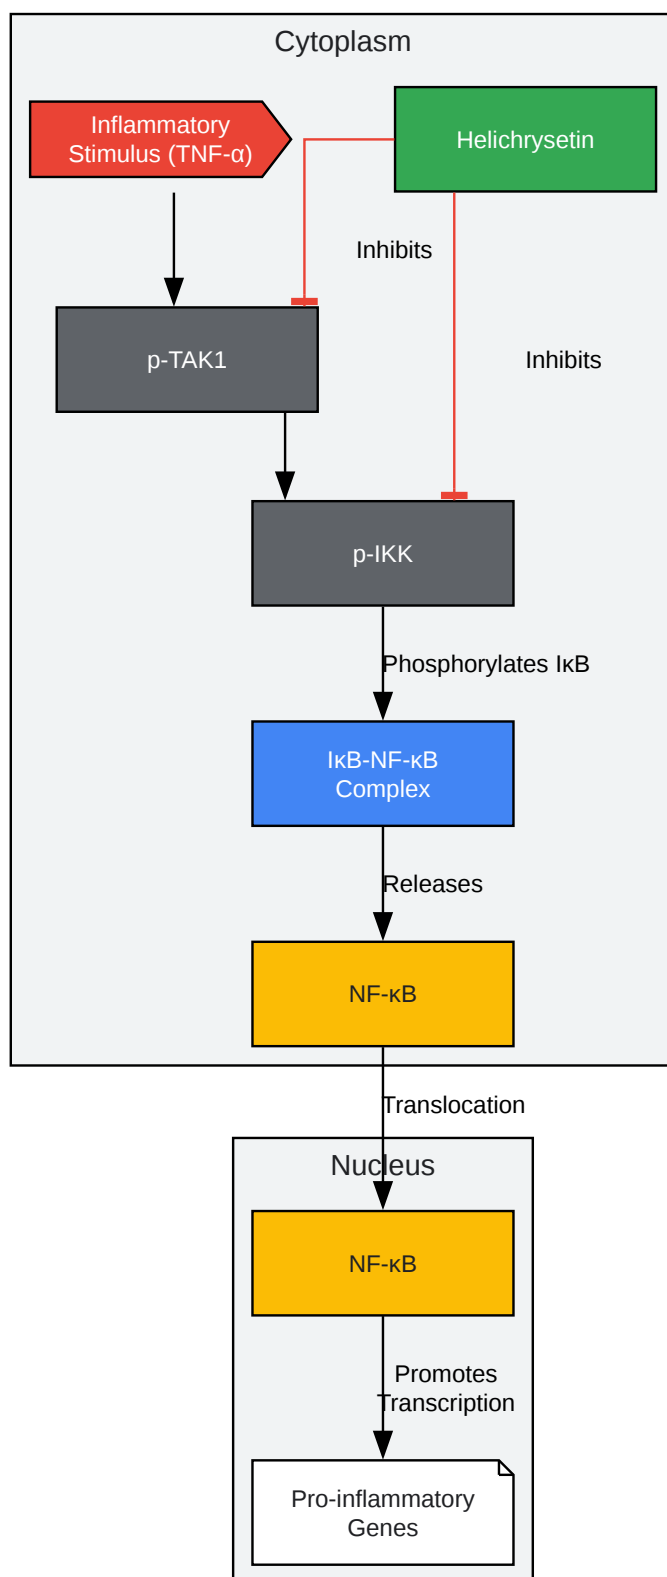 Cytoplasm
Inflammatory
Stimulus (TNF-α)
Helichrysetin
Inhibits
p-TAK1
Inhibits
p-IKK
Phosphorylates IκB
IκB-NF-κB
Complex
Releases
NF-κB
Translocation
Nucleus
NF-κB
Promotes
Transcription
Pro-inflammatory
Genes